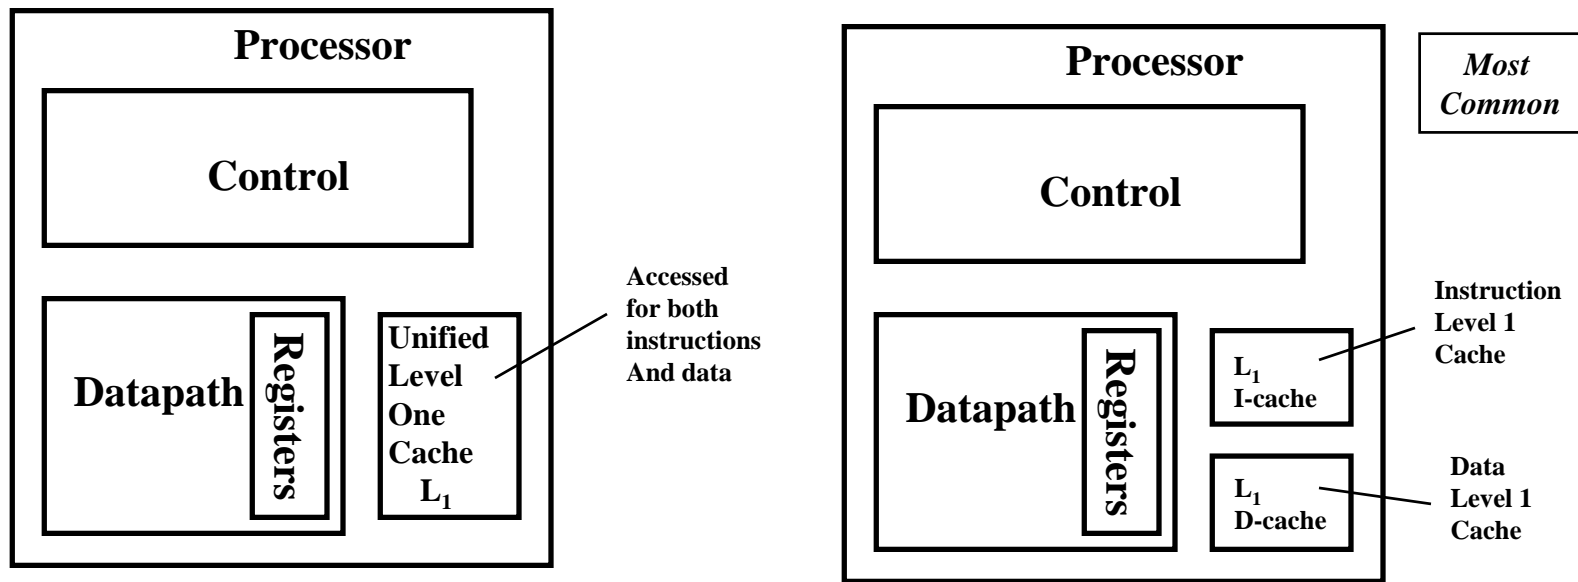 Processor
Control
Datapath
Registers
Unified
Level
One
Cache
L1
Accessed
for both
instructions
And data
Processor
Control
Datapath
Registers
L1
I-cache
L1
D-cache
Most
Common
Instruction
Level 1
Cache
Data
Level 1
Cache